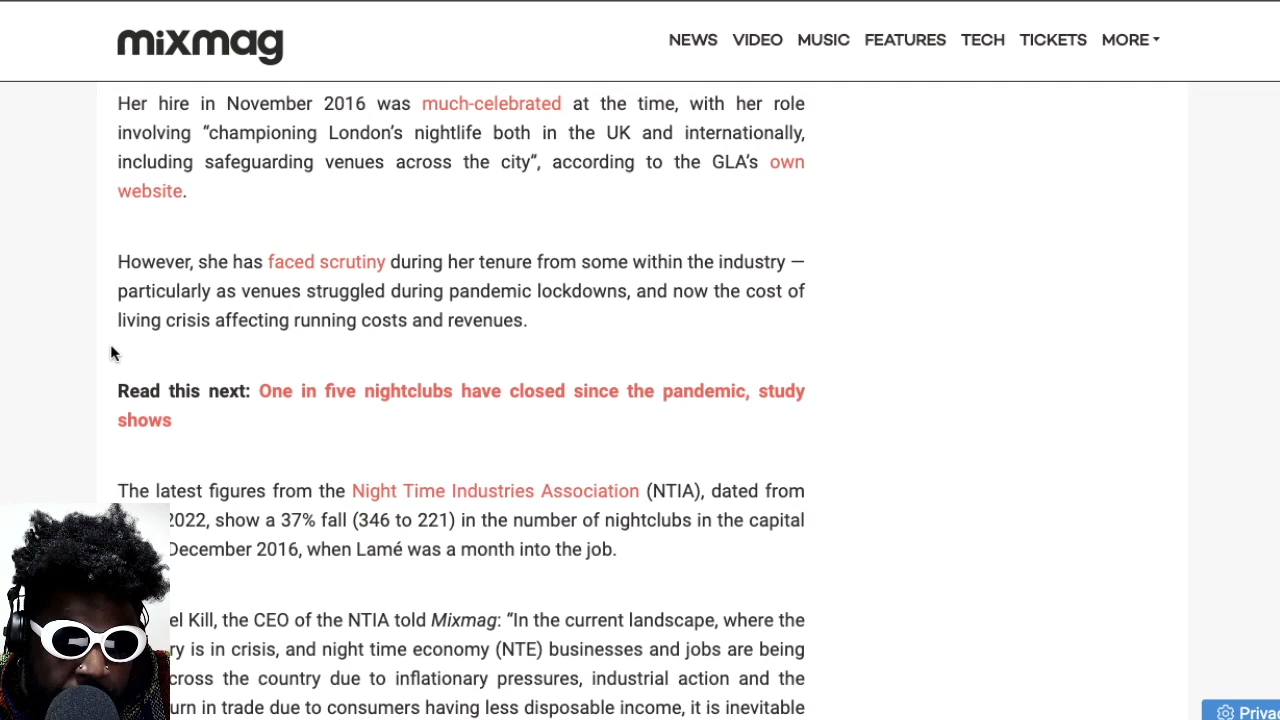 mixmag
NEWS VIDEO MUSIC FEATURES TECH TICKETS MORE
Her hire in November 2016 was much-celebrated at the time, with her role
involving “championing London’s nightlife both in the UK and internationally,
including safeguarding venues across the city”, according to the GLA’s own
website.
However, she has faced scrutiny during her tenure from some within the industry —
particularly as venues struggled during pandemic lockdowns, and now the cost of
living crisis affecting running costs and revenues.
Read this next: One in five nightclubs have closed since the pandemic, study
shows
The latest figures from the Night Time Industries Association (NTIA), dated from
2022, show a 37% fall (346 to 221) in the number of nightclubs in the capital
December 2016, when Lamé was a month into the job.
Kill, the CEO of the NTIA told Mixmag: “In the current landscape, where the
is in crisis, and night time economy (NTE) businesses and jobs are being
across the country due to inflationary pressures, industrial action and the
in trade due to consumers having less disposable income, it is inevitable